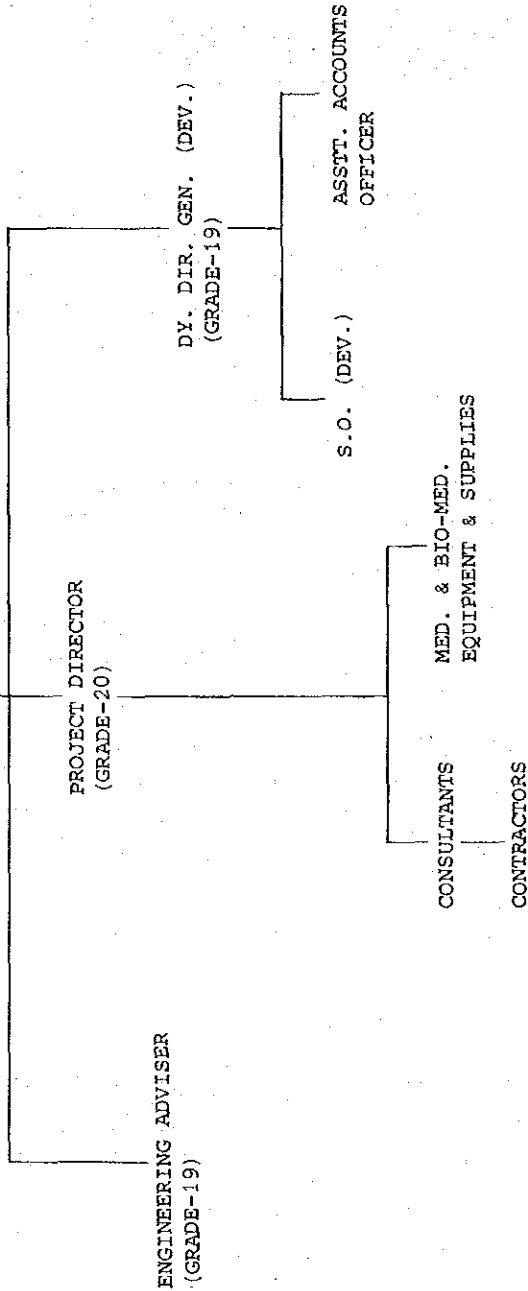 ENGINEERING ADVISER
(GRADE-19)
PROJECT DIRECTOR
(GRADE-20)
DY. DIR. GEN. (DEV.)
(GRADE-19)
CONSULTANTS
CONTRACTORS
MED. & BIO-MED.
EQUIPMENT & SUPPLIES
S.O. (DEV.)
ASSTT. ACCOUNTS
OFFICER